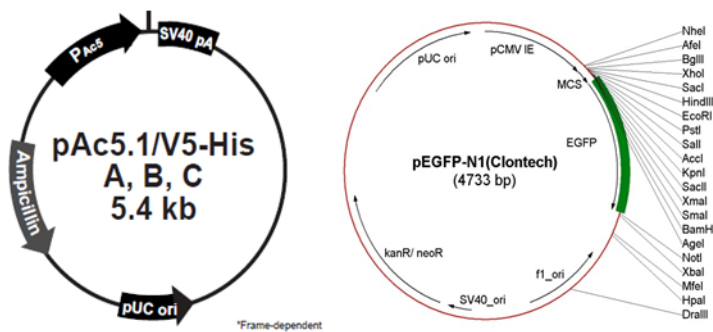 PAc5
SV40 pA
pAc5.1/V5-His
A, B, C
5.4 kb
Ampicillin
pUC ori
*Frame-dependent
pUC ori
pCMV IE
MCS
EGFP
pEGFP-N1(Clontech)
(4733 bp)
kanR/ neoR
SV40_ori
f1_ori
NheI
AfeI
BglII
XhoI
SacI
HindIII
EcoRI
PstI
SalI
AccI
KpnI
SacII
XmaI
SmaI
BamH
AgeI
NotI
XbaI
MfeI
HpaI
DraIII